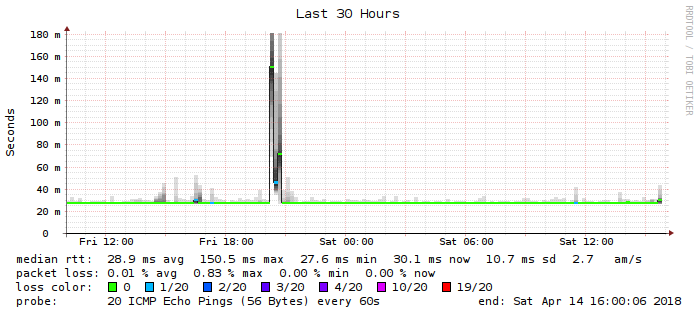 Last 30 Hours
RRDTOOL / TOBI OETIKER
Seconds
180 m
160 m
140 m
120 m
100 m
80 m
60 m
40 m
20 m
0
Fri 12:00 Fri 18:00 Sat 00:00 Sat 06:00 Sat 12:00
median rtt: 28.9 ms avg 150.5 ms max 27.6 ms min 30.1 ms now 10.7 ms sd 2.7 am/s
packet loss: 0.01 % avg 0.83 % max 0.00 % min 0.00 % now
loss color: 0 1/20 2/20 3/20 4/20 10/20 19/20
probe: 20 ICMP Echo Pings (56 Bytes) every 60s end: Sat Apr 14 16:00:06 2018